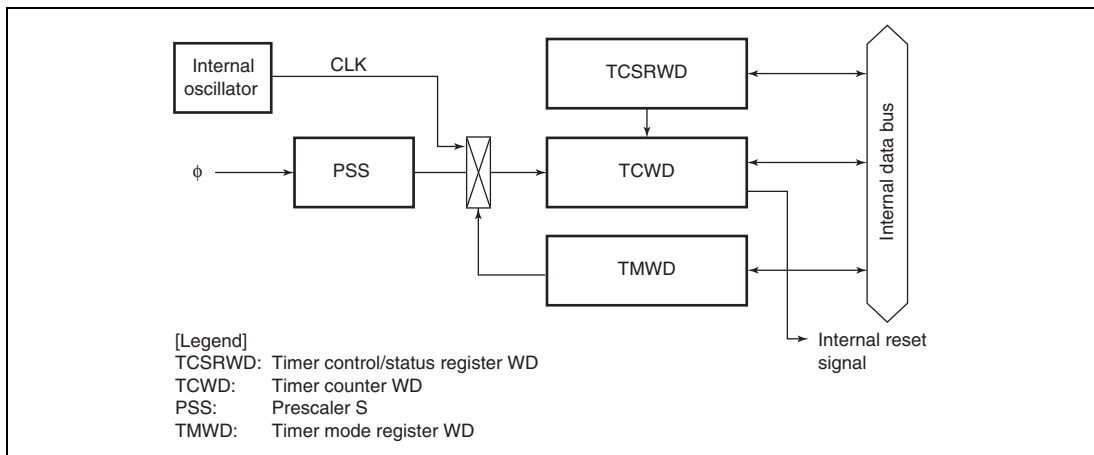 Internal
oscillator
CLK
TCSRWD
φ
PSS
TCWD
TMWD
Internal data bus
Internal reset
signal
[Legend]
TCSRWD: Timer control/status register WD
TCWD: Timer counter WD
PSS: Prescaler S
TMWD: Timer mode register WD